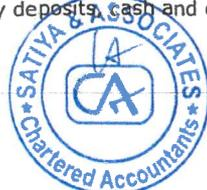 y deposits, cash and
SATIYA & ASSOCIATES
CA
★ Chartered Accountants ★